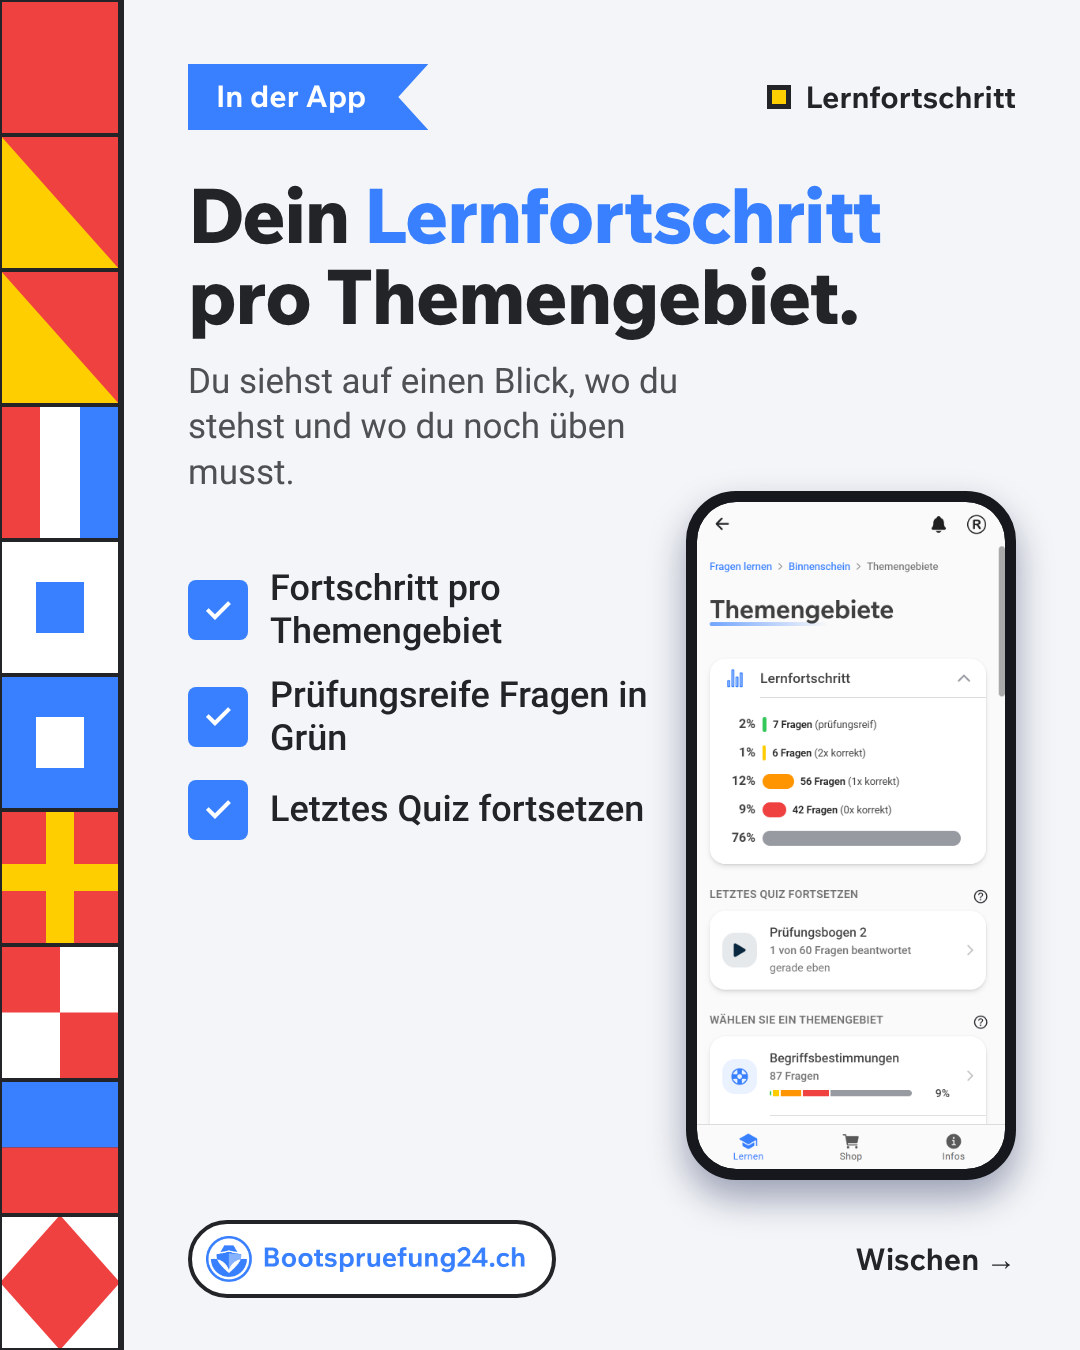 In der App
Lernfortschritt
Dein Lernfortschritt
pro Themengebiet.
Du siehst auf einen Blick, wo du
stehst und wo du noch üben
musst.
Fortschritt pro
Themengebiet
Prüfungsreife Fragen in
Grün
Letztes Quiz fortsetzen
R
Fragen lernen > Binnenschein > Themengebiete
Themengebiete
Lernfortschritt
2% 7 Fragen (prüfungsreif)
1% 6 Fragen (2x korrekt)
12% 56 Fragen (1x korrekt)
9% 42 Fragen (0x korrekt)
76%
LETZTES QUIZ FORTSETZEN
Prüfungsbogen 2
1 von 60 Fragen beantwortet
gerade eben
WÄHLEN SIE EIN THEMENGEBIET
Begriffsbestimmungen
87 Fragen
9%
Lernen Shop Infos
Bootspruefung24.ch
Wischen →